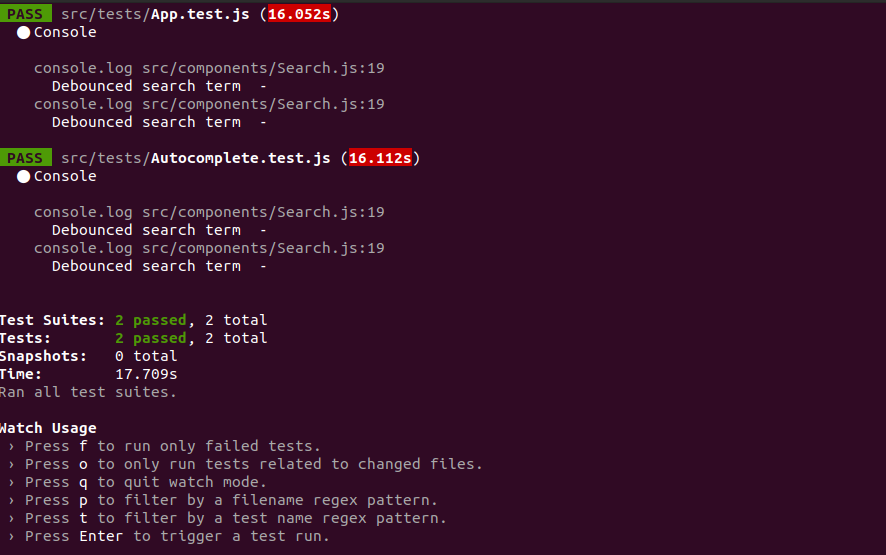 PASS src/tests/App.test.js (16.052s)
● Console
console.log src/components/Search.js:19
Debounced search term -
console.log src/components/Search.js:19
Debounced search term -
PASS src/tests/Autocomplete.test.js (16.112s)
● Console
console.log src/components/Search.js:19
Debounced search term -
console.log src/components/Search.js:19
Debounced search term -
Test Suites: 2 passed, 2 total
Tests: 2 passed, 2 total
Snapshots: 0 total
Time: 17.709s
Ran all test suites.
Watch Usage
› Press f to run only failed tests.
› Press o to only run tests related to changed files.
› Press q to quit watch mode.
› Press p to filter by a filename regex pattern.
› Press t to filter by a test name regex pattern.
› Press Enter to trigger a test run.